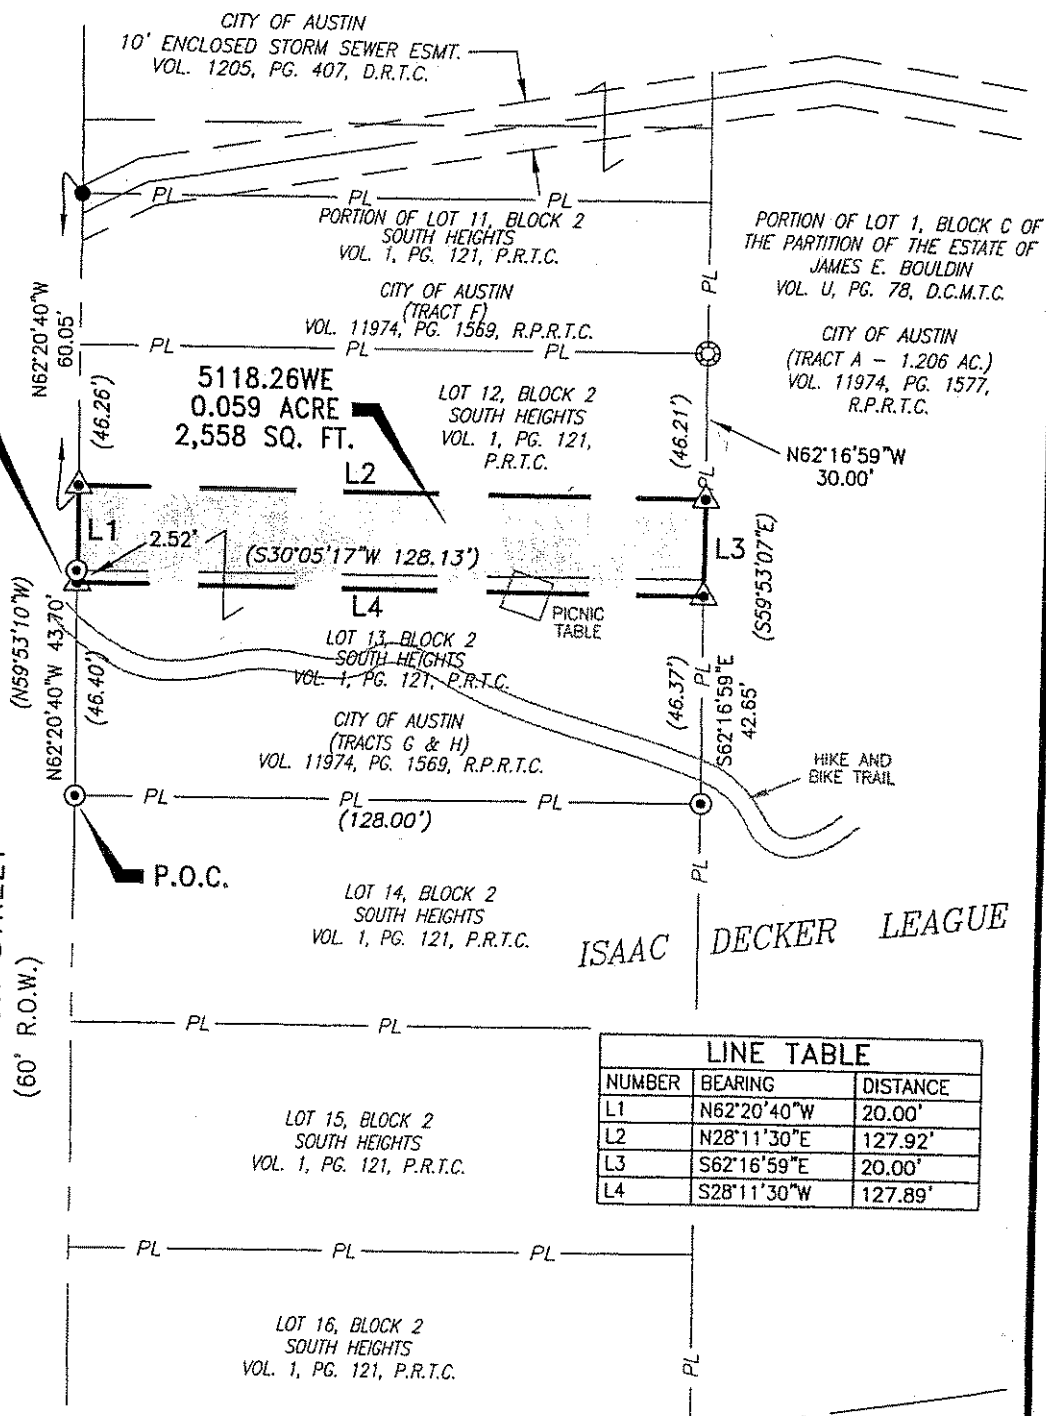 CITY OF AUSTIN
10' ENCLOSED STORM SEWER ESMT.
VOL. 1205, PG. 407, D.R.T.C.
PL PL PL
PORTION OF LOT 11, BLOCK 2
SOUTH HEIGHTS
VOL. 1, PG. 121, P.R.T.C.
PORTION OF LOT 1, BLOCK C OF
THE PARTITION OF THE ESTATE OF
JAMES E. BOULDIN
VOL. U, PG. 78, D.C.M.T.C.
PL
CITY OF AUSTIN
(TRACT F)
VOL. 11974, PG. 1569, R.P.R.T.C.
N62°20'40"W
60.05'
CITY OF AUSTIN
(TRACT A - 1.206 AC.)
VOL. 11974, PG. 1577,
R.P.R.T.C.
PL PL PL
5118.26WE
0.059 ACRE
2,558 SQ. FT.
LOT 12, BLOCK 2
SOUTH HEIGHTS
VOL. 1, PG. 121,
P.R.T.C.
(46.26')
(46.21')
PL
N62°16'59"W
30.00'
L2
L1
2.52'
(S30°05'17"W 128.13')
L3
(S59°53'07"E)
L4
PICNIC
TABLE
(N59°53'10"W)
N62°20'40"W 43.70'
(46.40')
LOT 13, BLOCK 2
SOUTH HEIGHTS
VOL. 1, PG. 121, P.R.T.C.
(46.37')
PL
S62°16'59"E
42.65'
CITY OF AUSTIN
(TRACTS G & H)
VOL. 11974, PG. 1569, R.P.R.T.C.
HIKE AND
BIKE TRAIL
PL PL PL
(128.00')
P.O.C.
PL
LOT 14, BLOCK 2
SOUTH HEIGHTS
VOL. 1, PG. 121, P.R.T.C.
ISAAC DECKER LEAGUE
STREET
(60' R.O.W.)
PL PL
LINE TABLE
NUMBER BEARING DISTANCE
L1 N62°20'40"W 20.00'
L2 N28°11'30"E 127.92'
L3 S62°16'59"E 20.00'
L4 S28°11'30"W 127.89'
LOT 15, BLOCK 2
SOUTH HEIGHTS
VOL. 1, PG. 121, P.R.T.C.
PL PL PL
LOT 16, BLOCK 2
SOUTH HEIGHTS
VOL. 1, PG. 121, P.R.T.C.
PL